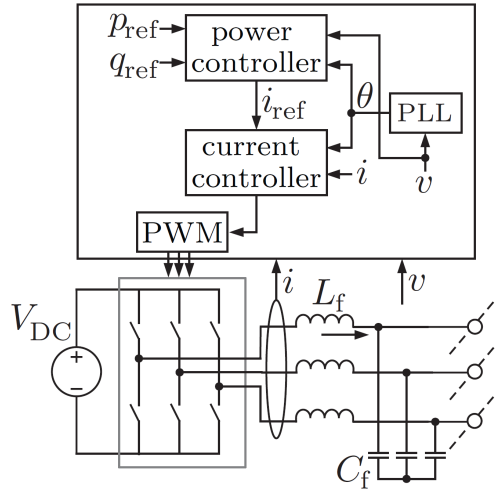 p_ref
q_ref
power
controller
i_ref
θ
PLL
v
current
controller
i
PWM
i
v
V_DC
+
−
L_f
C_f